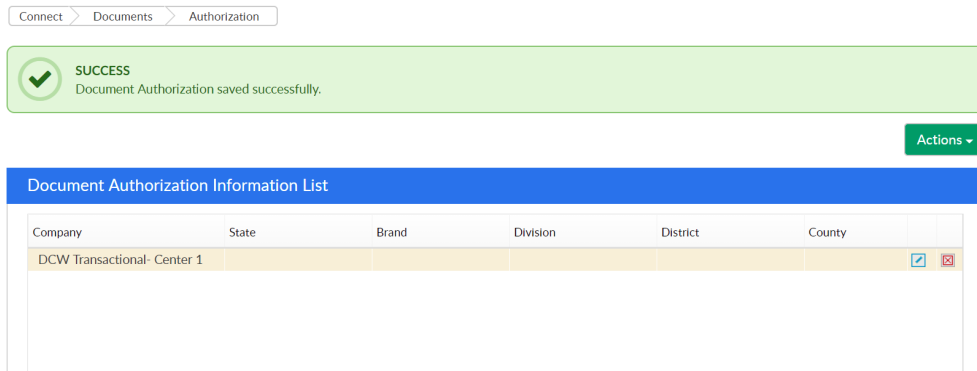 Connect Documents Authorization
SUCCESS
Document Authorization saved successfully.
Actions
Document Authorization Information List
Company State Brand Division District County
DCW Transactional- Center 1